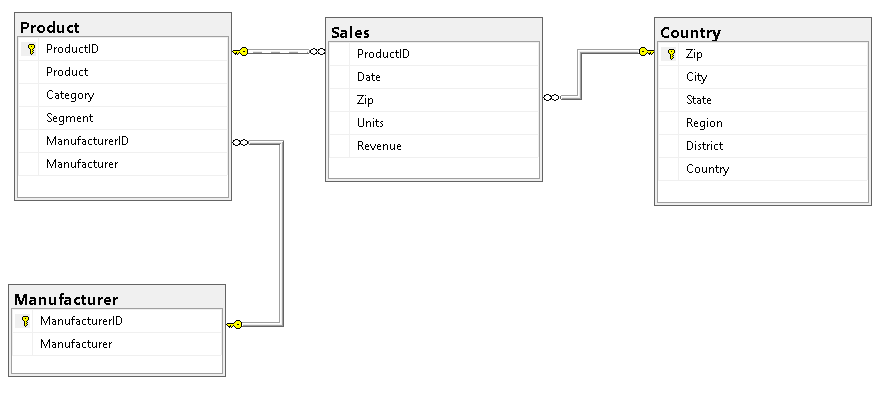 Product
ProductID
Product
Category
Segment
ManufacturerID
Manufacturer
Sales
ProductID
Date
Zip
Units
Revenue
Country
Zip
City
State
Region
District
Country
Manufacturer
ManufacturerID
Manufacturer